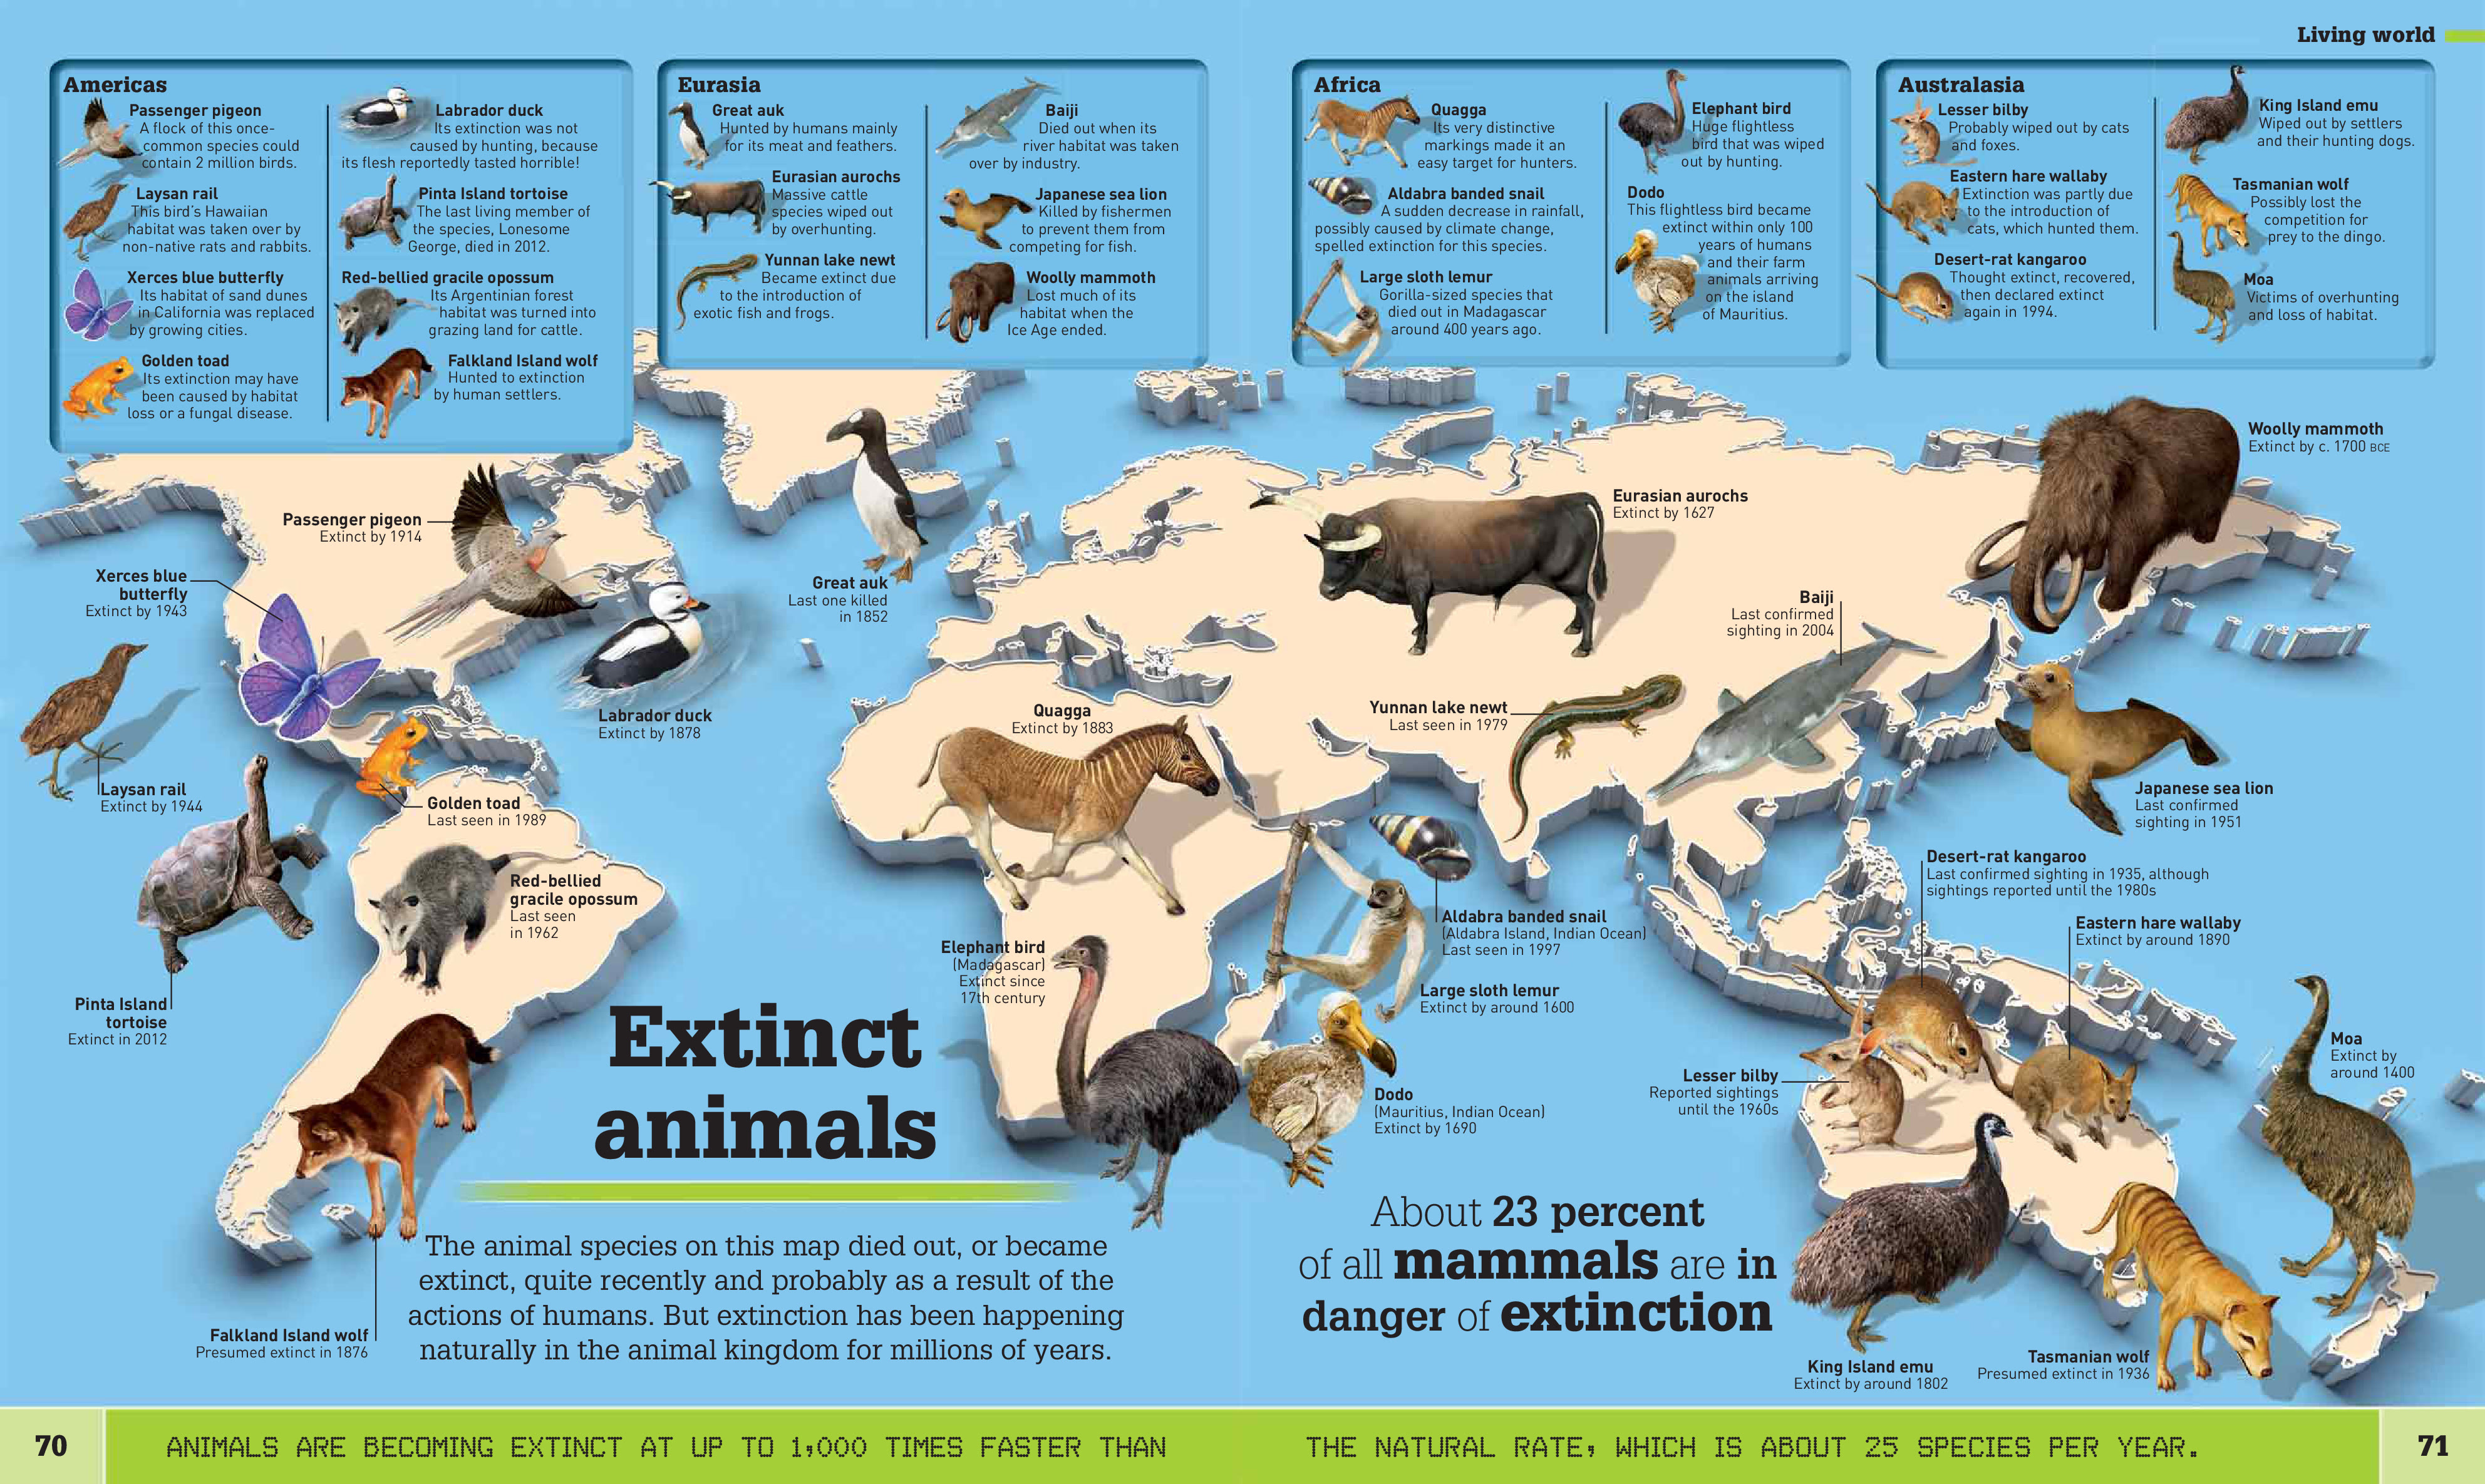 Living world
Americas
Passenger pigeon
A flock of this once-
common species could
contain 2 million birds.
Laysan rail
This bird's Hawaiian
habitat was taken over by
non-native rats and rabbits.
Xerces blue butterfly
Its habitat of sand dunes
in California was replaced
by growing cities.
Golden toad
Its extinction may have
been caused by habitat
loss or a fungal disease.
Labrador duck
Its extinction was not
caused by hunting, because
its flesh reportedly tasted horrible!
Pinta Island tortoise
The last living member of
the species, Lonesome
George, died in 2012.
Red-bellied gracile opossum
Its Argentinian forest
habitat was turned into
grazing land for cattle.
Falkland Island wolf
Hunted to extinction
by human settlers.
Eurasia
Great auk
Hunted by humans mainly
for its meat and feathers.
Eurasian aurochs
Massive cattle
species wiped out
by overhunting.
Yunnan lake newt
Became extinct due
to the introduction of
exotic fish and frogs.
Baiji
Died out when its
river habitat was taken
over by industry.
Japanese sea lion
Killed by fishermen
to prevent them from
competing for fish.
Woolly mammoth
Lost much of its
habitat when the
Ice Age ended.
Africa
Quagga
Its very distinctive
markings made it an
easy target for hunters.
Aldabra banded snail
A sudden decrease in rainfall,
possibly caused by climate change,
spelled extinction for this species.
Large sloth lemur
Gorilla-sized species that
died out in Madagascar
around 400 years ago.
Elephant bird
Huge flightless
bird that was wiped
out by hunting.
Dodo
This flightless bird became
extinct within only 100
years of humans
and their farm
animals arriving
on the island
of Mauritius.
Australasia
Lesser bilby
Probably wiped out by cats
and foxes.
Eastern hare wallaby
Extinction was partly due
to the introduction of
cats, which hunted them.
Desert-rat kangaroo
Thought extinct, recovered,
then declared extinct
again in 1994.
King Island emu
Wiped out by settlers
and their hunting dogs.
Tasmanian wolf
Possibly lost the
competition for
prey to the dingo.
Moa
Victims of overhunting
and loss of habitat.
Passenger pigeon
Extinct by 1914
Xerces blue
butterfly
Extinct by 1943
Laysan rail
Extinct by 1944
Labrador duck
Extinct by 1878
Great auk
Last one killed
in 1852
Golden toad
Last seen in 1989
Red-bellied
gracile opossum
Last seen
in 1962
Pinta Island
tortoise
Extinct in 2012
Falkland Island wolf
Presumed extinct in 1876
Woolly mammoth
Extinct by c. 1700 BCE
Eurasian aurochs
Extinct by 1627
Baiji
Last confirmed
sighting in 2004
Yunnan lake newt
Last seen in 1979
Japanese sea lion
Last confirmed
sighting in 1951
Quagga
Extinct by 1883
Elephant bird
(Madagascar)
Extinct since
17th century
Aldabra banded snail
(Aldabra Island, Indian Ocean)
Last seen in 1997
Large sloth lemur
Extinct by around 1600
Dodo
(Mauritius, Indian Ocean)
Extinct by 1690
Desert-rat kangaroo
Last confirmed sighting in 1935, although
sightings reported until the 1980s
Eastern hare wallaby
Extinct by around 1890
Lesser bilby
Reported sightings
until the 1960s
Moa
Extinct by
around 1400
King Island emu
Extinct by around 1802
Tasmanian wolf
Presumed extinct in 1936
Extinct
animals
The animal species on this map died out, or became
extinct, quite recently and probably as a result of the
actions of humans. But extinction has been happening
naturally in the animal kingdom for millions of years.
About 23 percent
of all mammals are in
danger of extinction
70
ANIMALS ARE BECOMING EXTINCT AT UP TO 1,000 TIMES FASTER THAN
THE NATURAL RATE, WHICH IS ABOUT 25 SPECIES PER YEAR.
71